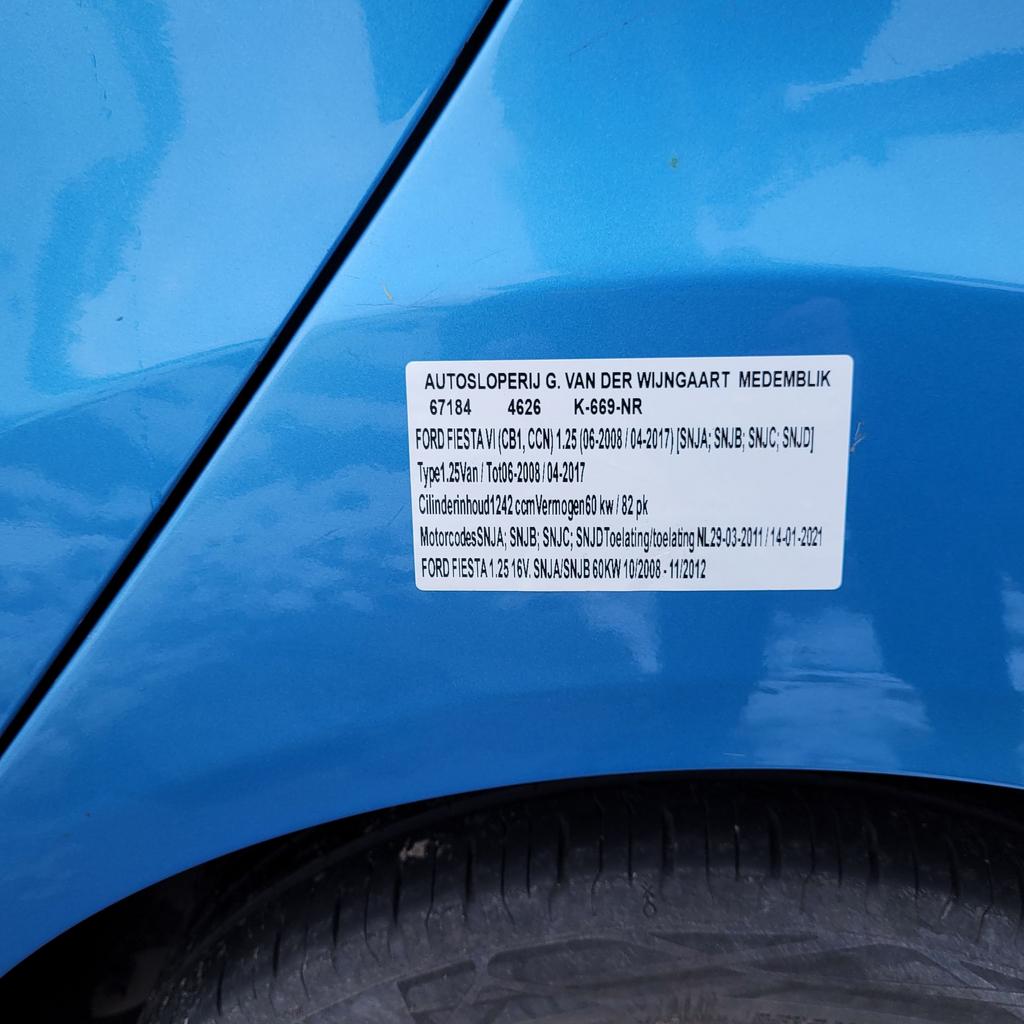 AUTOSLOPERIJ G. VAN DER WIJNGAART MEDEMBLIK
67184 4626 K-669-NR
FORD FIESTA VI (CB1, CCN) 1.25 (06-2008 / 04-2017) [SNJA; SNJB; SNJC; SNJD]
Type1.25Van / Tot06-2008 / 04-2017
Cilinderinhoud1242 ccmVermogen60 kw / 82 pk
MotorcodesSNJA; SNJB; SNJC; SNJDToelating/toelating NL29-03-2011 / 14-01-2021
FORD FIESTA 1.25 16V. SNJA/SNJB 60KW 10/2008 - 11/2012